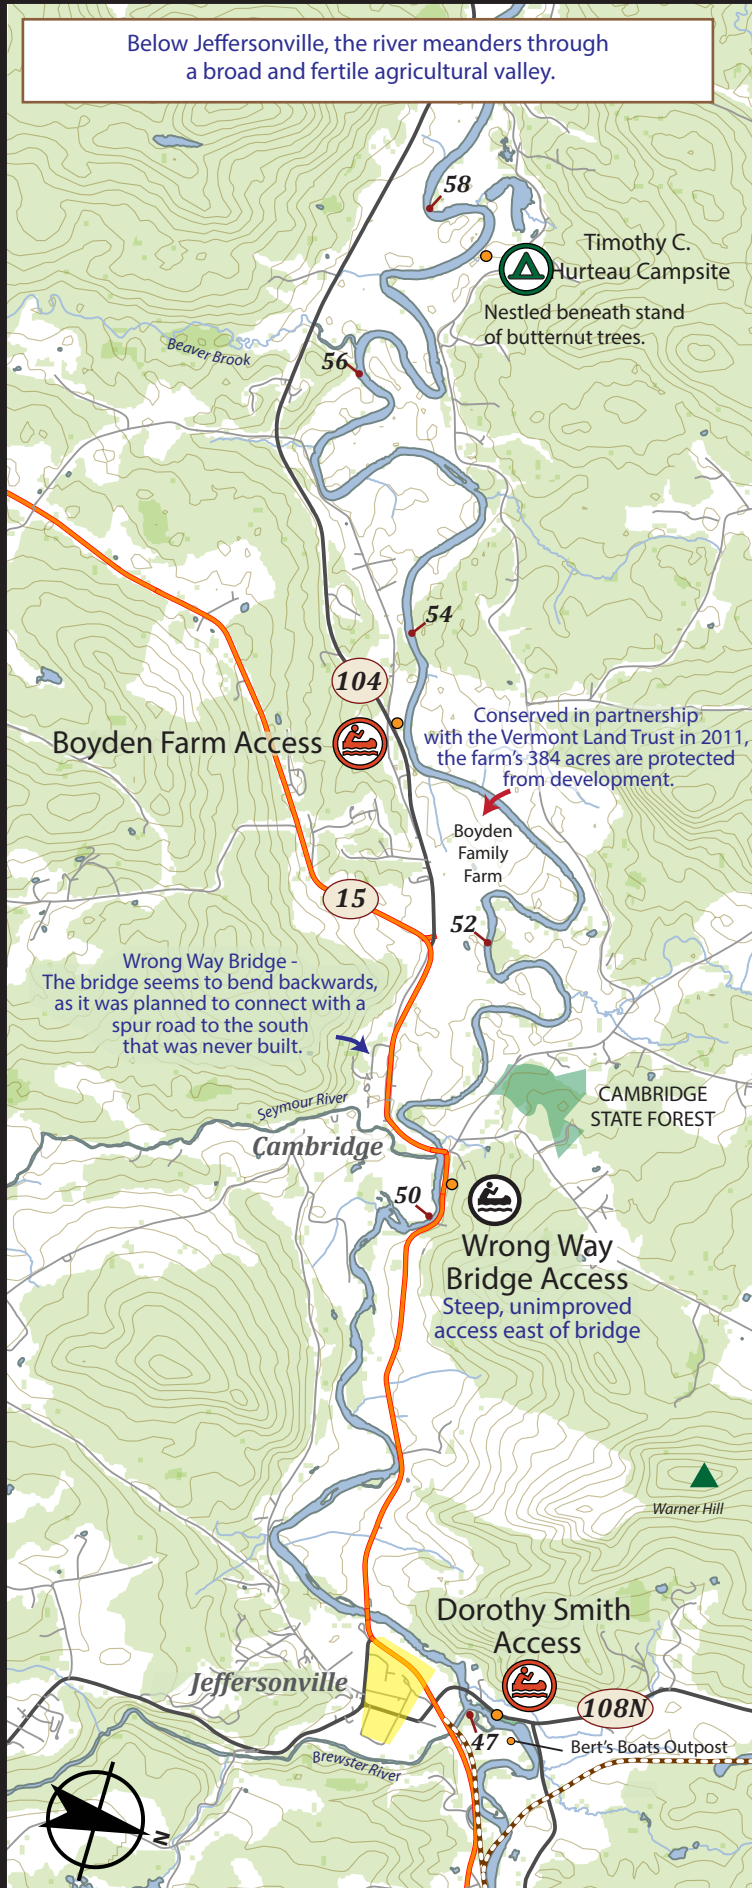 Below Jeffersonville, the river meanders through
a broad and fertile agricultural valley.
58
Timothy C.
Hurteau Campsite
Nestled beneath stand
of butternut trees.
Beaver Brook
56
54
104
Boyden Farm Access
Conserved in partnership
with the Vermont Land Trust in 2011,
the farm's 384 acres are protected
from development.
Boyden
Family
Farm
15
52
Wrong Way Bridge -
The bridge seems to bend backwards,
as it was planned to connect with a
spur road to the south
that was never built.
CAMBRIDGE
STATE FOREST
Seymour River
Cambridge
50
Wrong Way
Bridge Access
Steep, unimproved
access east of bridge
Warner Hill
Dorothy Smith
Access
Jeffersonville
108N
47
Bert's Boats Outpost
Brewster River
N